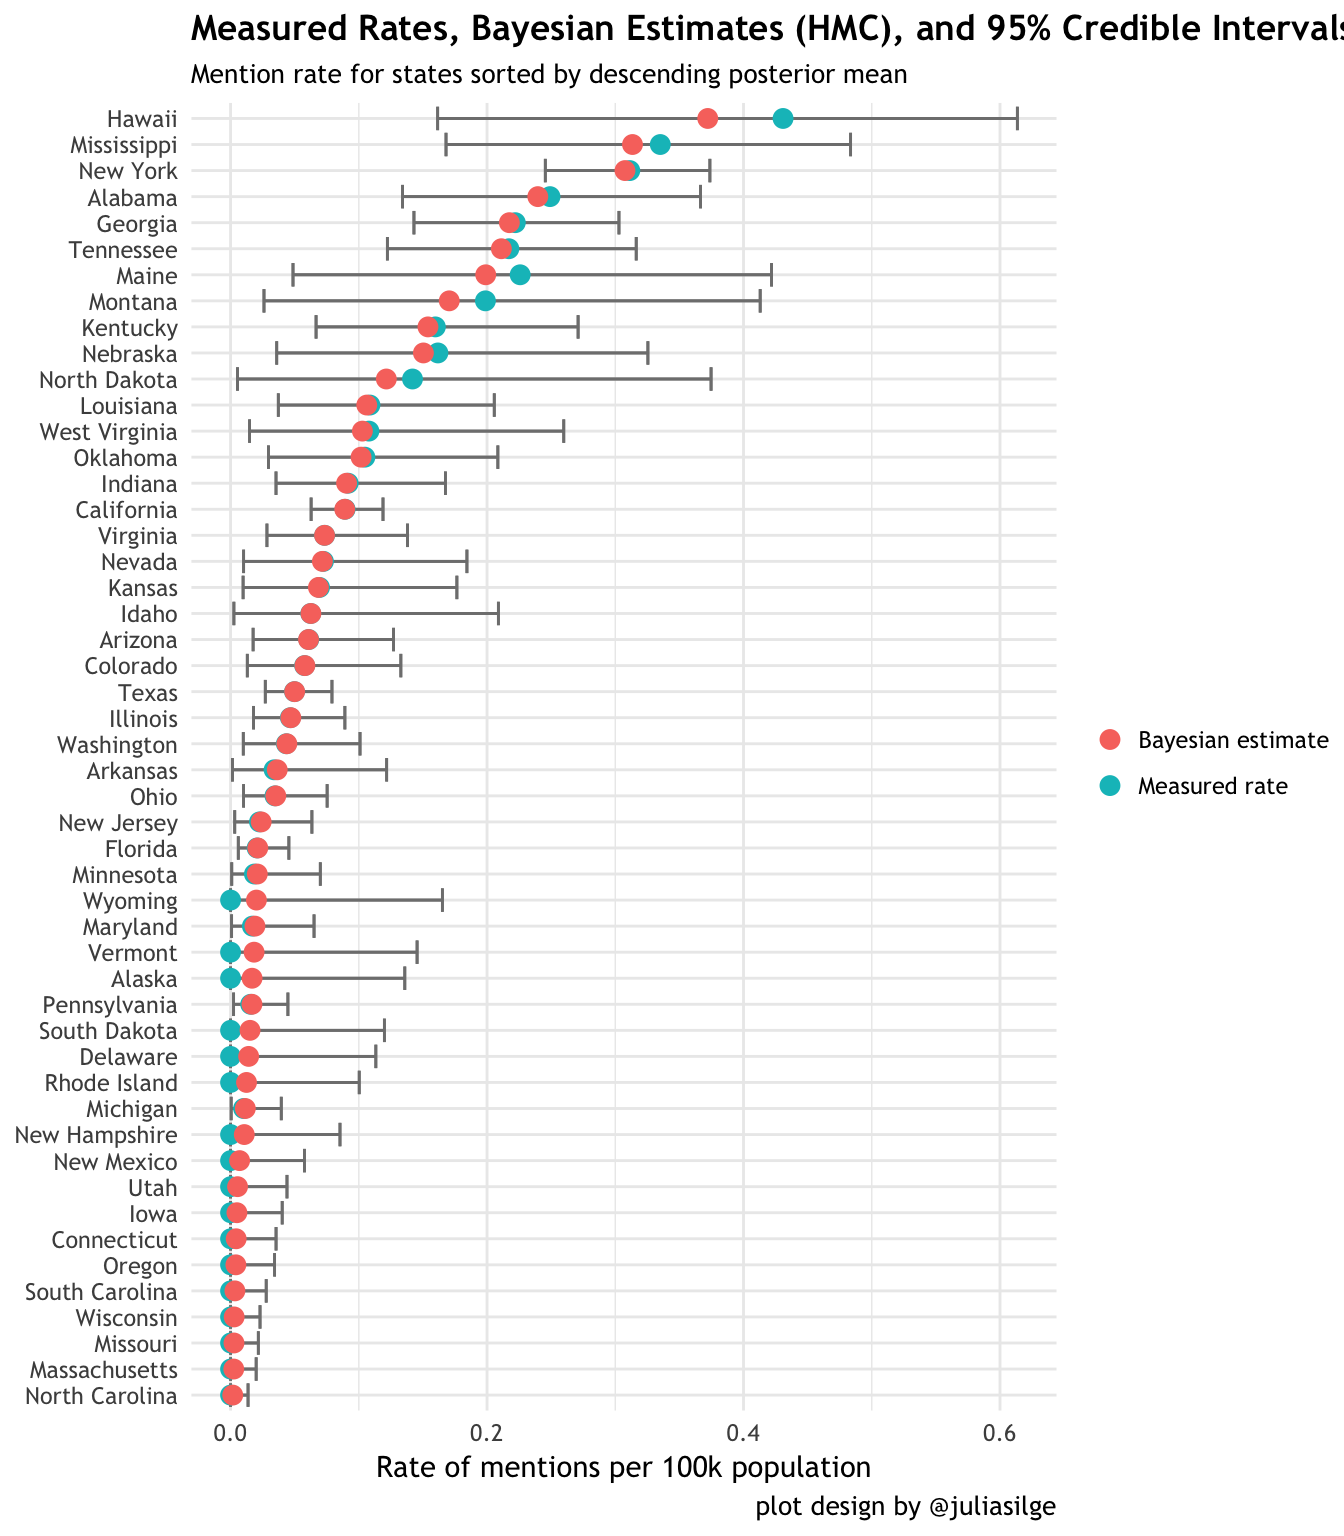 Measured Rates, Bayesian Estimates (HMC), and 95% Credible Intervals
Mention rate for states sorted by descending posterior mean
Hawaii
Mississippi
New York
Alabama
Georgia
Tennessee
Maine
Montana
Kentucky
Nebraska
North Dakota
Louisiana
West Virginia
Oklahoma
Indiana
California
Virginia
Nevada
Kansas
Idaho
Arizona
Colorado
Texas
Illinois
Washington
Arkansas
Ohio
New Jersey
Florida
Minnesota
Wyoming
Maryland
Vermont
Alaska
Pennsylvania
South Dakota
Delaware
Rhode Island
Michigan
New Hampshire
New Mexico
Utah
Iowa
Connecticut
Oregon
South Carolina
Wisconsin
Missouri
Massachusetts
North Carolina
0.0 0.2 0.4 0.6
Rate of mentions per 100k population
plot design by @juliasilge
Bayesian estimate
Measured rate